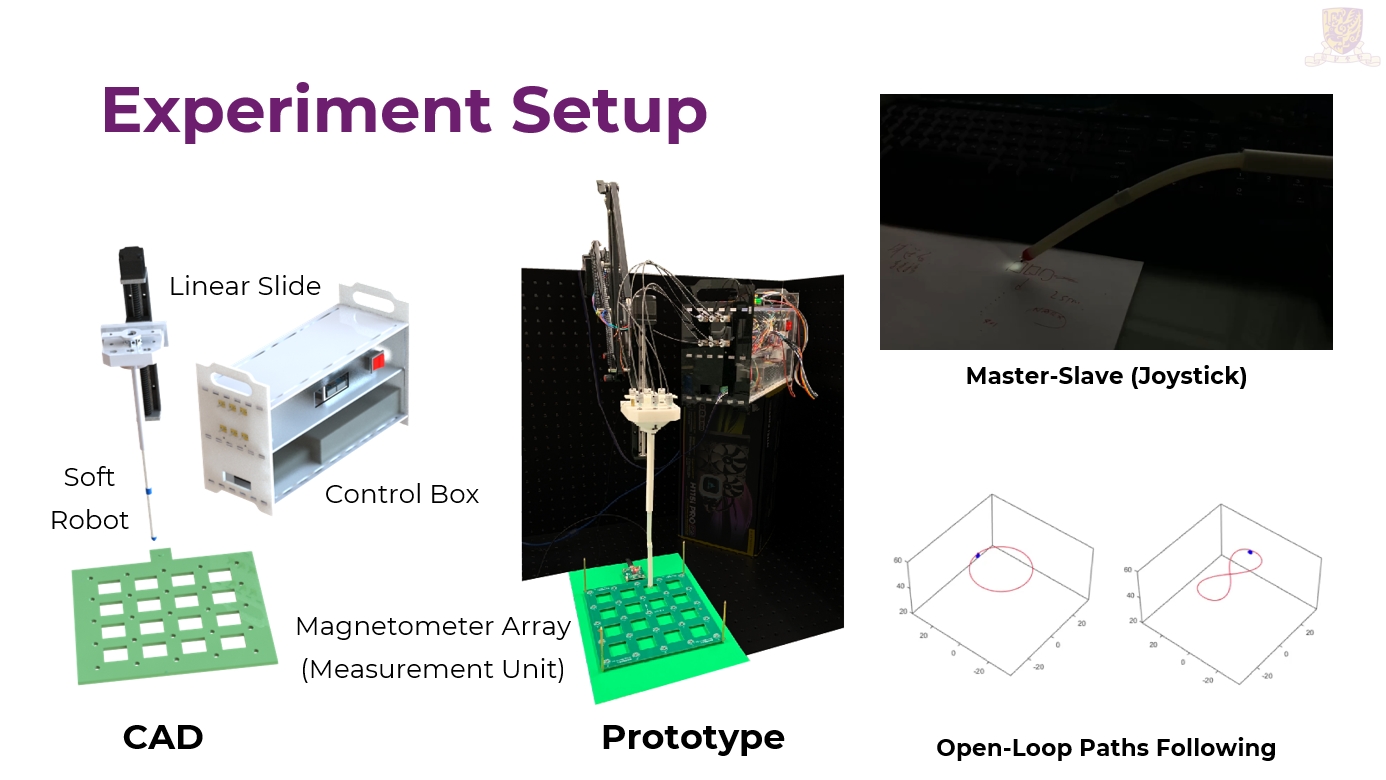 Experiment Setup
Linear Slide
Soft
Robot
Control Box
Magnetometer Array
(Measurement Unit)
CAD
Prototype
Master-Slave (Joystick)
60
40
20
20
0
-20
20
0
-20
60
40
20
20
0
-20
20
0
-20
Open-Loop Paths Following